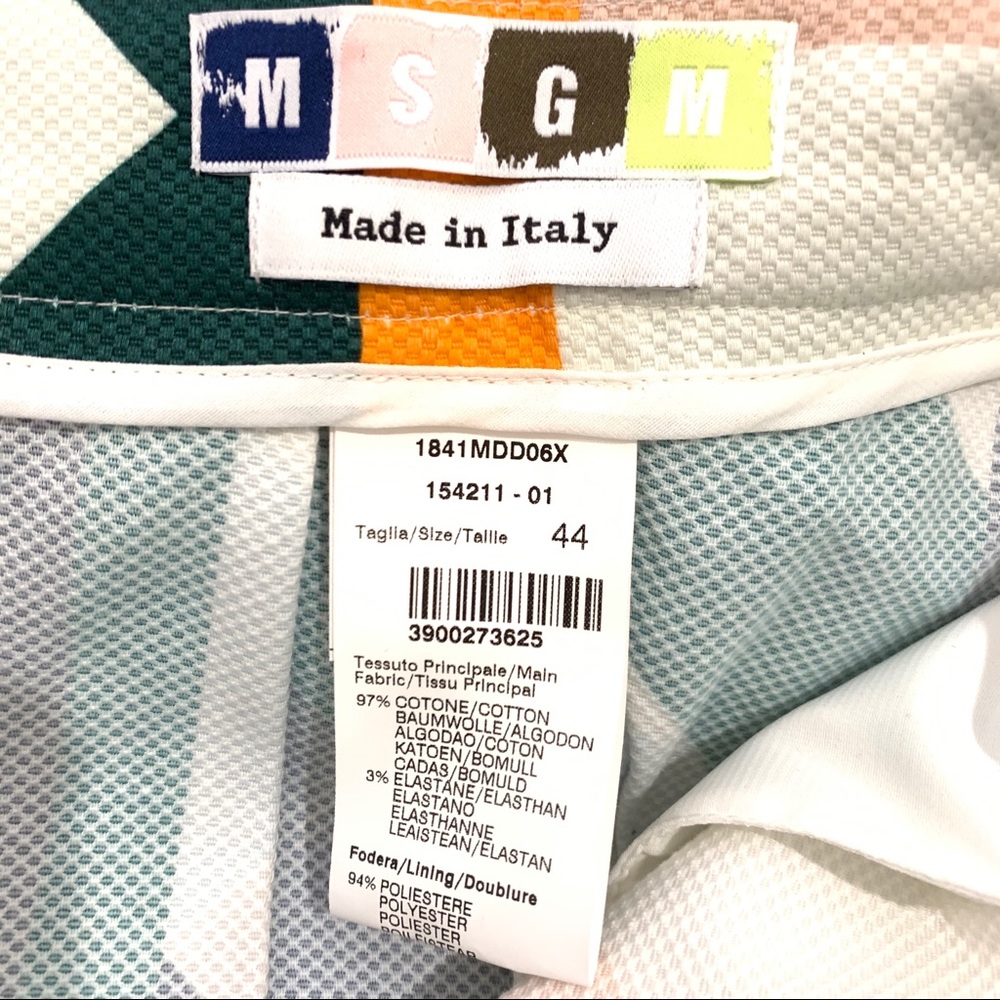 M S G M
Made in Italy
1841MDD06X
154211 - 01
Taglia/Size/Taille 44
3900273625
Tessuto Principale/Main
Fabric/Tissu Principal
97% COTONE/COTTON
BAUMWOLLE/ALGODON
ALGODAO/COTON
KATOEN/BOMULL
CADAS/BOMULD
3% ELASTANE/ELASTHAN
ELASTANO
ELASTHANNE
LEAISTEAN/ELASTAN
Fodera/Lining/Doublure
94% POLIESTERE
POLYESTER
POLIESTER